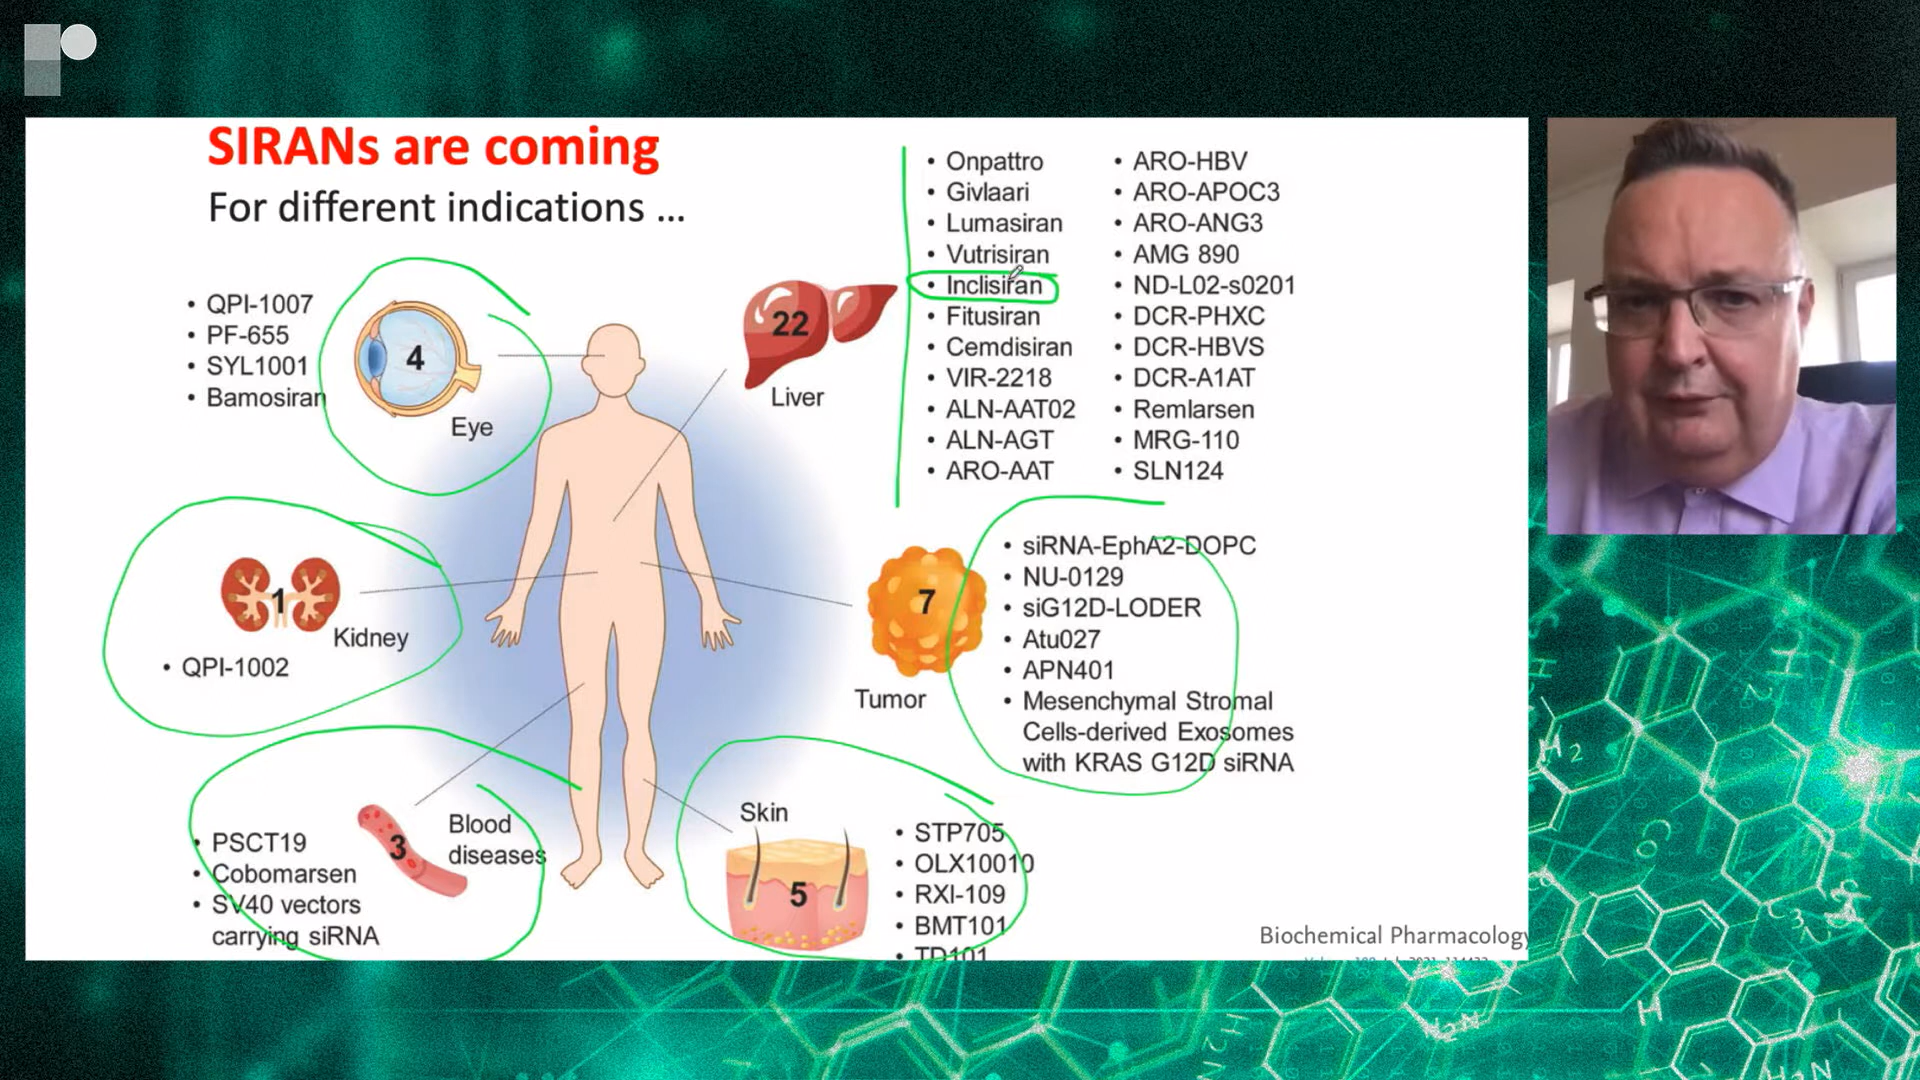 SIRANs are coming
For different indications ...
• QPI-1007
• PF-655
• SYL1001
• Bamosiran
4
Eye
22
Liver
• Onpattro
• Givlaari
• Lumasiran
• Vutrisiran
• Inclisiran
• Fitusiran
• Cemdisiran
• VIR-2218
• ALN-AAT02
• ALN-AGT
• ARO-AAT
• ARO-HBV
• ARO-APOC3
• ARO-ANG3
• AMG 890
• ND-L02-s0201
• DCR-PHXC
• DCR-HBVS
• DCR-A1AT
• Remlarsen
• MRG-110
• SLN124
1
Kidney
• QPI-1002
7
Tumor
• siRNA-EphA2-DOPC
• NU-0129
• siG12D-LODER
• Atu027
• APN401
• Mesenchymal Stromal
Cells-derived Exosomes
with KRAS G12D siRNA
3
Blood
diseases
• PSCT19
• Cobomarsen
• SV40 vectors
carrying siRNA
Skin
5
• STP705
• OLX10010
• RXI-109
• BMT101
• TD101
Biochemical Pharmacology
H2
H2N
H
H2N